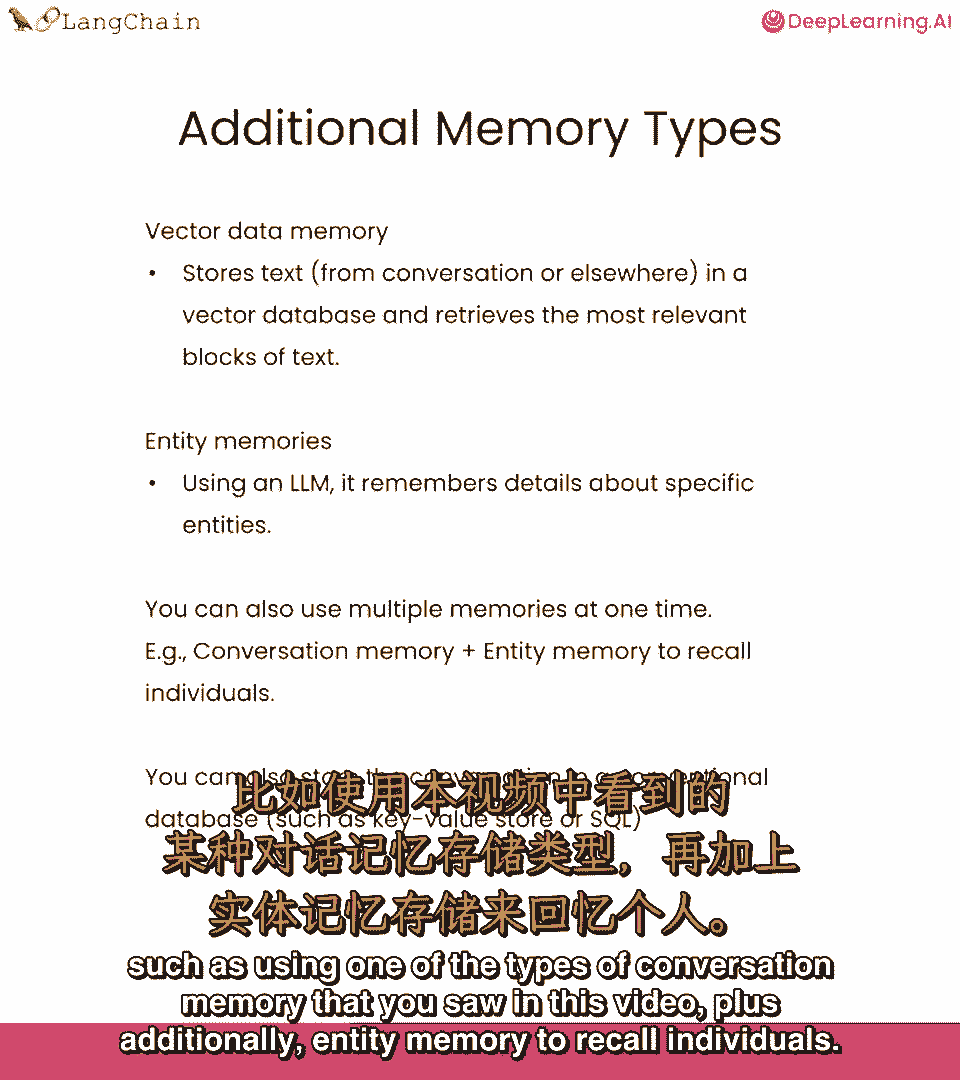 LangChain
DeepLearning.AI
Additional Memory Types
Vector data memory
• Stores text (from conversation or elsewhere) in a
vector database and retrieves the most relevant
blocks of text.
Entity memories
• Using an LLM, it remembers details about specific
entities.
You can also use multiple memories at one time.
E.g., Conversation memory + Entity memory to recall
individuals.
You can also store the conversation in a conventional
database (such as key-value store or SQL)
比如使用本视频中看到的
某种对话记忆存储类型，再加上
实体记忆存储来回忆个人。
such as using one of the types of conversation
memory that you saw in this video, plus
additionally, entity memory to recall individuals.